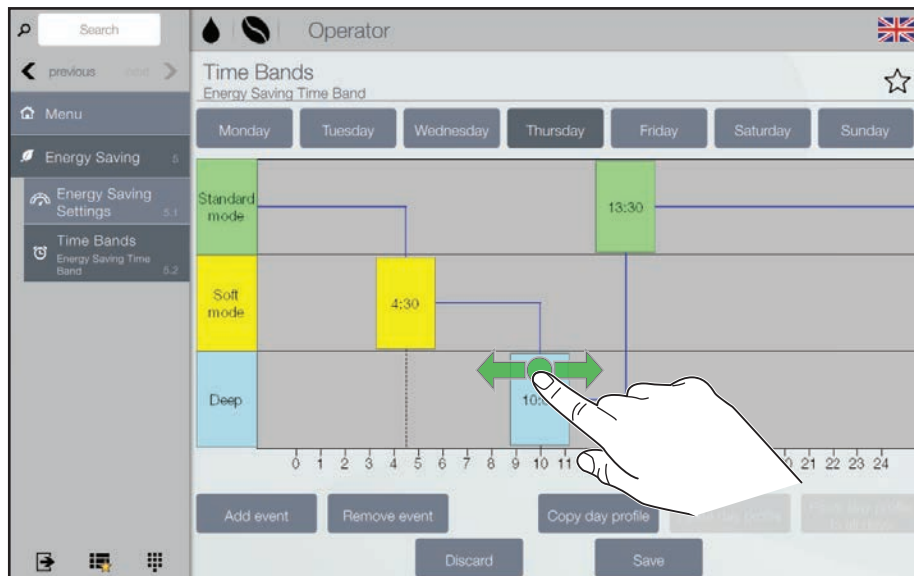 Search
Operator
previous next
Time Bands
Energy Saving Time Band
Menu
Monday Tuesday Wednesday Thursday Friday Saturday Sunday
Energy Saving 5
Energy Saving
Settings 5.1
Time Bands
Energy Saving Time
Band 5.2
Standard
mode
13:30
Soft
mode
4:30
Deep
10:
0 1 2 3 4 5 6 7 8 9 10 11 21 22 23 24
Add event Remove event Copy day profile
Discard Save